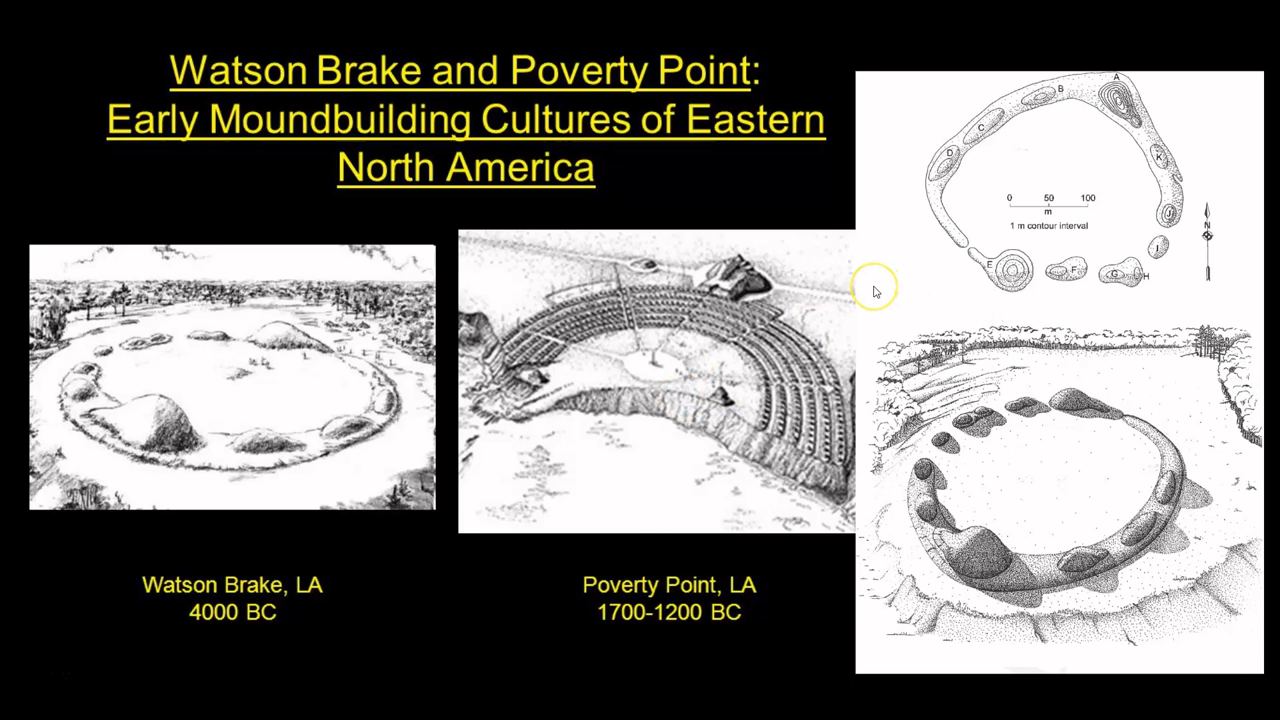 Watson Brake and Poverty Point:
Early Moundbuilding Cultures of Eastern
North America
Watson Brake, LA
4000 BC
Poverty Point, LA
1700-1200 BC
A
B
C
D
K
J
I
E
F
G
H
0 50 100
m
1 m contour interval
N